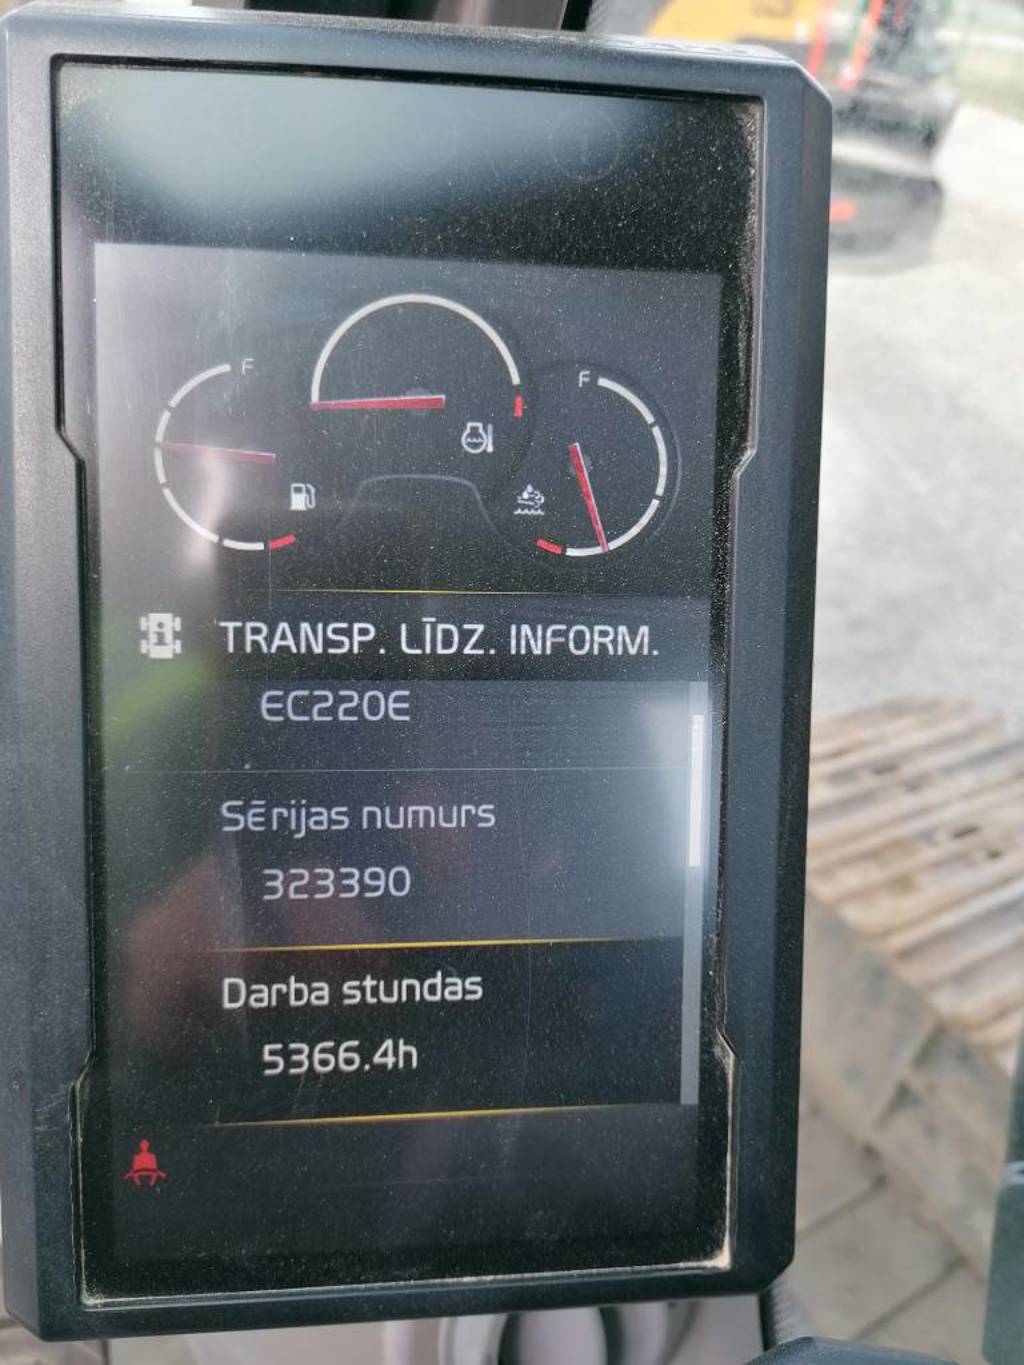 F
F
TRANSP. LĪDZ. INFORM.
EC220E
Sērijas numurs
323390
Darba stundas
5366.4h